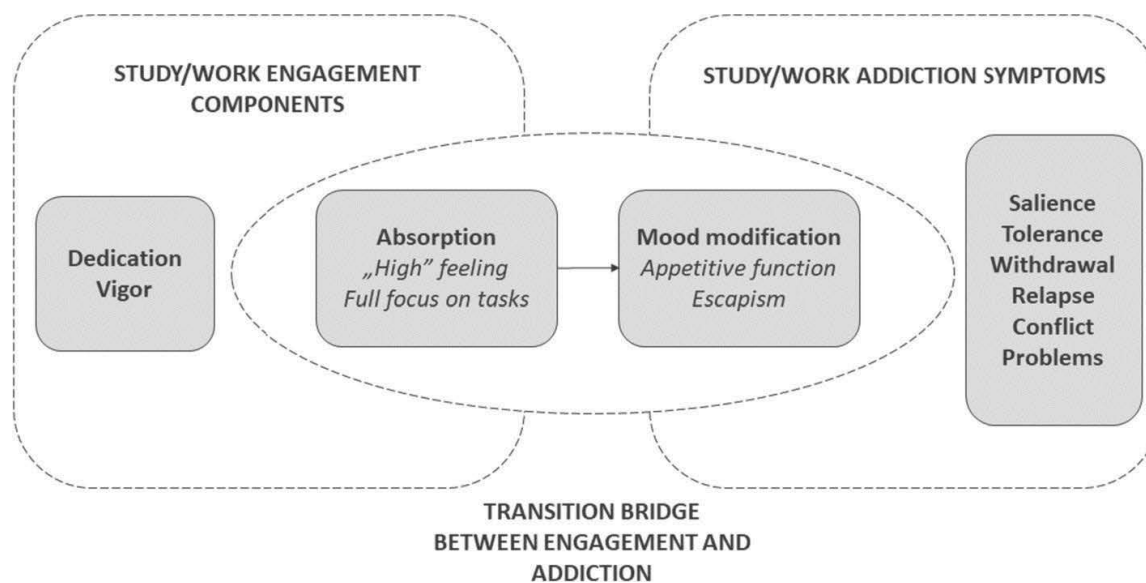 STUDY/WORK ENGAGEMENT
COMPONENTS
STUDY/WORK ADDICTION SYMPTOMS
Dedication
Vigor
Absorption
„High” feeling
Full focus on tasks
Mood modification
Appetitive function
Escapism
Salience
Tolerance
Withdrawal
Relapse
Conflict
Problems
TRANSITION BRIDGE
BETWEEN ENGAGEMENT AND
ADDICTION